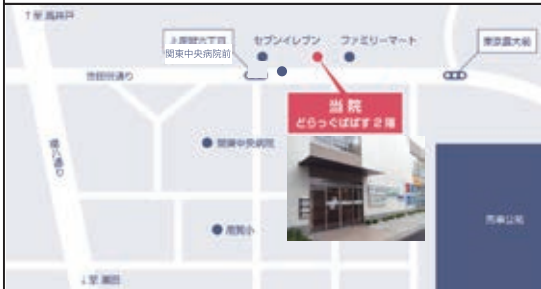 ↑至 高井戸
上用賀六丁目
関東中央病院前
セブンイレブン
ファミリーマート
東京農大前
世田谷通り
当院
どらっぐぱぱす2階
環八通り
関東中央病院
用賀小
馬事公苑
↓至 瀬田